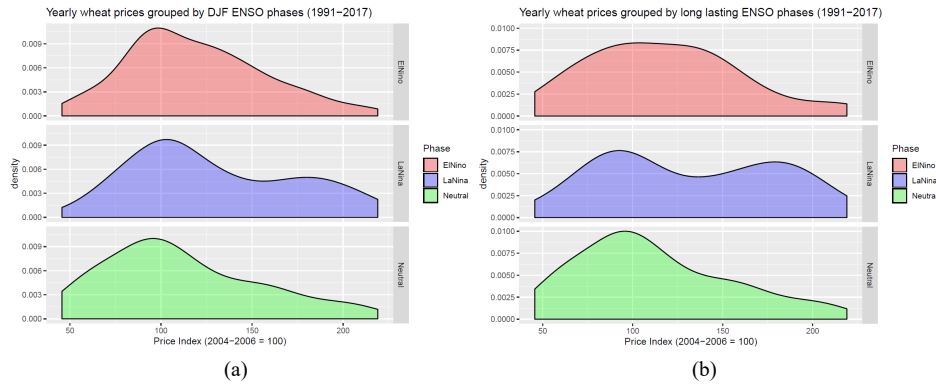 Yearly wheat prices grouped by DJF ENSO phases (1991−2017)
0.009
0.006
0.003
0.000
ElNino
0.009
0.006
0.003
0.000
LaNina
0.009
0.006
0.003
0.000
Neutral
density
50 100 150 200
Price Index (2004−2006 = 100)
Phase
ElNino
LaNina
Neutral
(a)
Yearly wheat prices grouped by long lasting ENSO phases (1991−2017)
0.0100
0.0075
0.0050
0.0025
0.0000
ElNino
0.0100
0.0075
0.0050
0.0025
0.0000
LaNina
0.0100
0.0075
0.0050
0.0025
0.0000
Neutral
density
50 100 150 200
Price Index (2004−2006 = 100)
Phase
ElNino
LaNina
Neutral
(b)